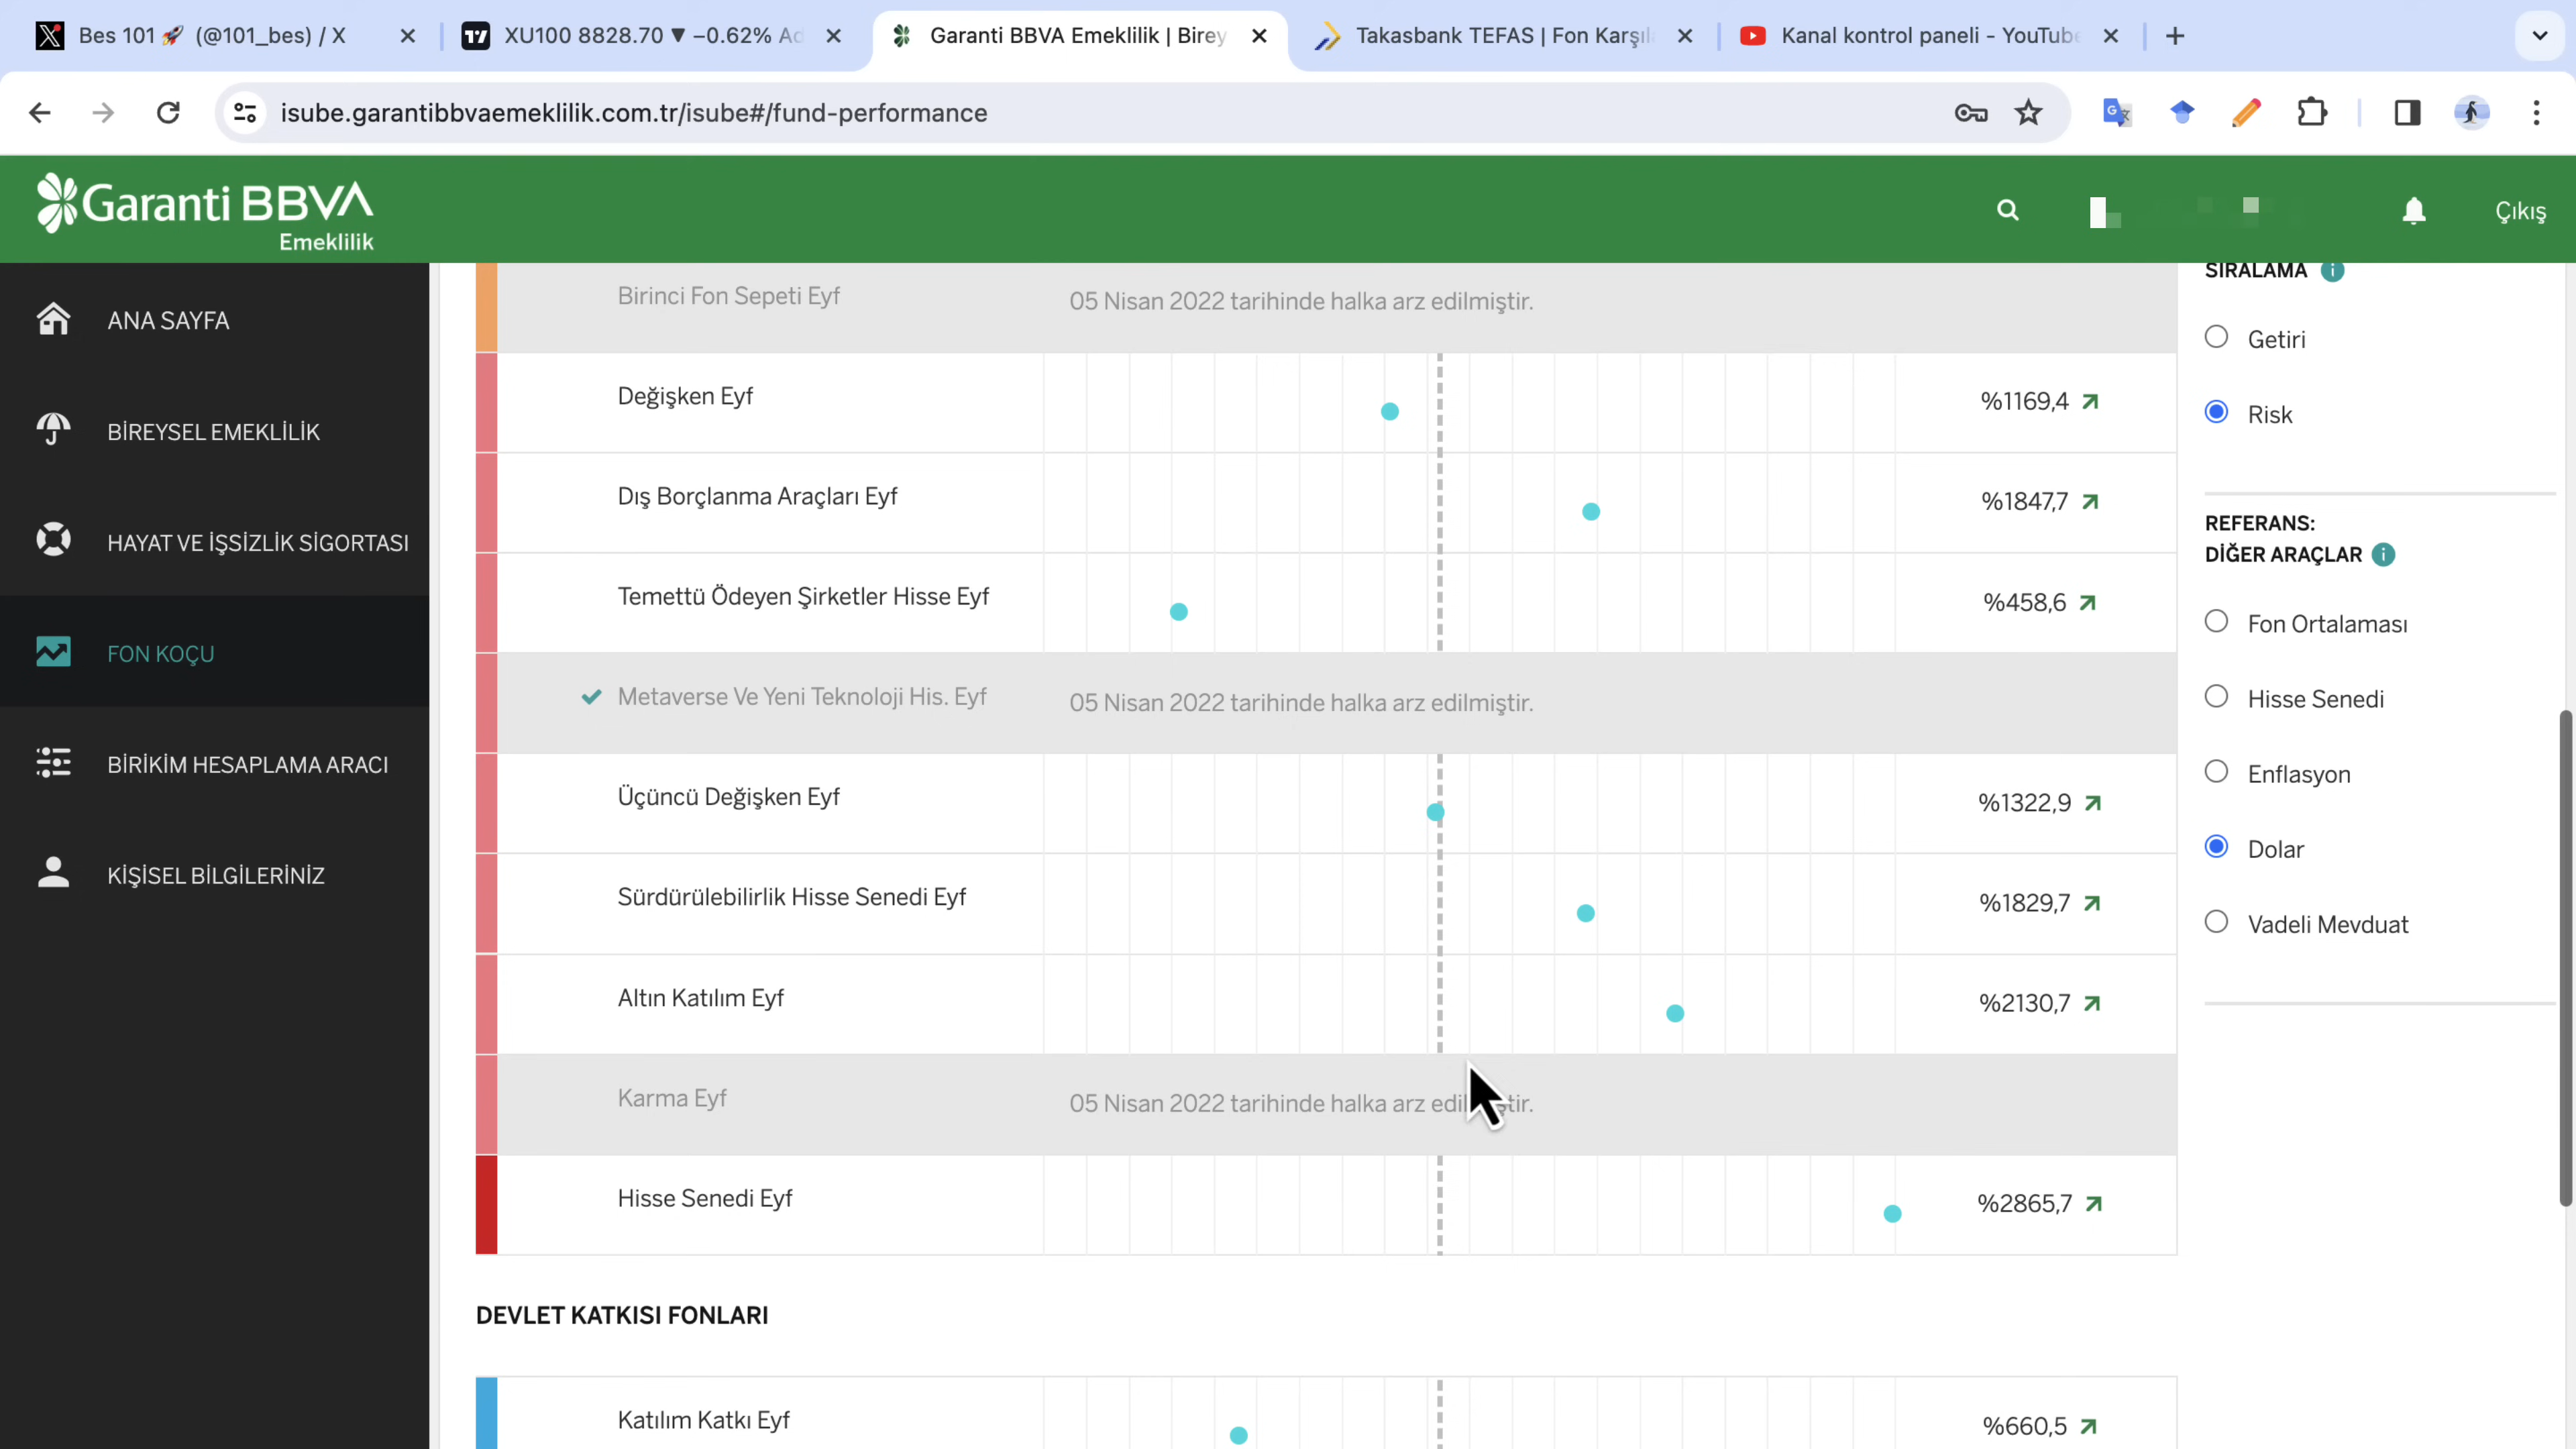 Bes 101 🚀 (@101_bes) / X
XU100 8828.70 ▼ −0.62% Ad
Garanti BBVA Emeklilik | Birey
Takasbank TEFAS | Fon Karşıl
Kanal kontrol paneli - YouTube
isube.garantibbvaemeklilik.com.tr/isube#/fund-performance
Garanti BBVA
Emeklilik
Çıkış
ANA SAYFA
BİREYSEL EMEKLİLİK
HAYAT VE İŞSİZLİK SİGORTASI
FON KOÇU
BİRİKİM HESAPLAMA ARACI
KİŞİSEL BİLGİLERİNİZ
Birinci Fon Sepeti Eyf 05 Nisan 2022 tarihinde halka arz edilmiştir.
Değişken Eyf %1169,4
Dış Borçlanma Araçları Eyf %1847,7
Temettü Ödeyen Şirketler Hisse Eyf %458,6
Metaverse Ve Yeni Teknoloji His. Eyf 05 Nisan 2022 tarihinde halka arz edilmiştir.
Üçüncü Değişken Eyf %1322,9
Sürdürülebilirlik Hisse Senedi Eyf %1829,7
Altın Katılım Eyf %2130,7
Karma Eyf 05 Nisan 2022 tarihinde halka arz edilmiştir.
Hisse Senedi Eyf %2865,7
DEVLET KATKISI FONLARI
Katılım Katkı Eyf %660,5
SIRALAMA
Getiri
Risk
REFERANS:
DİĞER ARAÇLAR
Fon Ortalaması
Hisse Senedi
Enflasyon
Dolar
Vadeli Mevduat